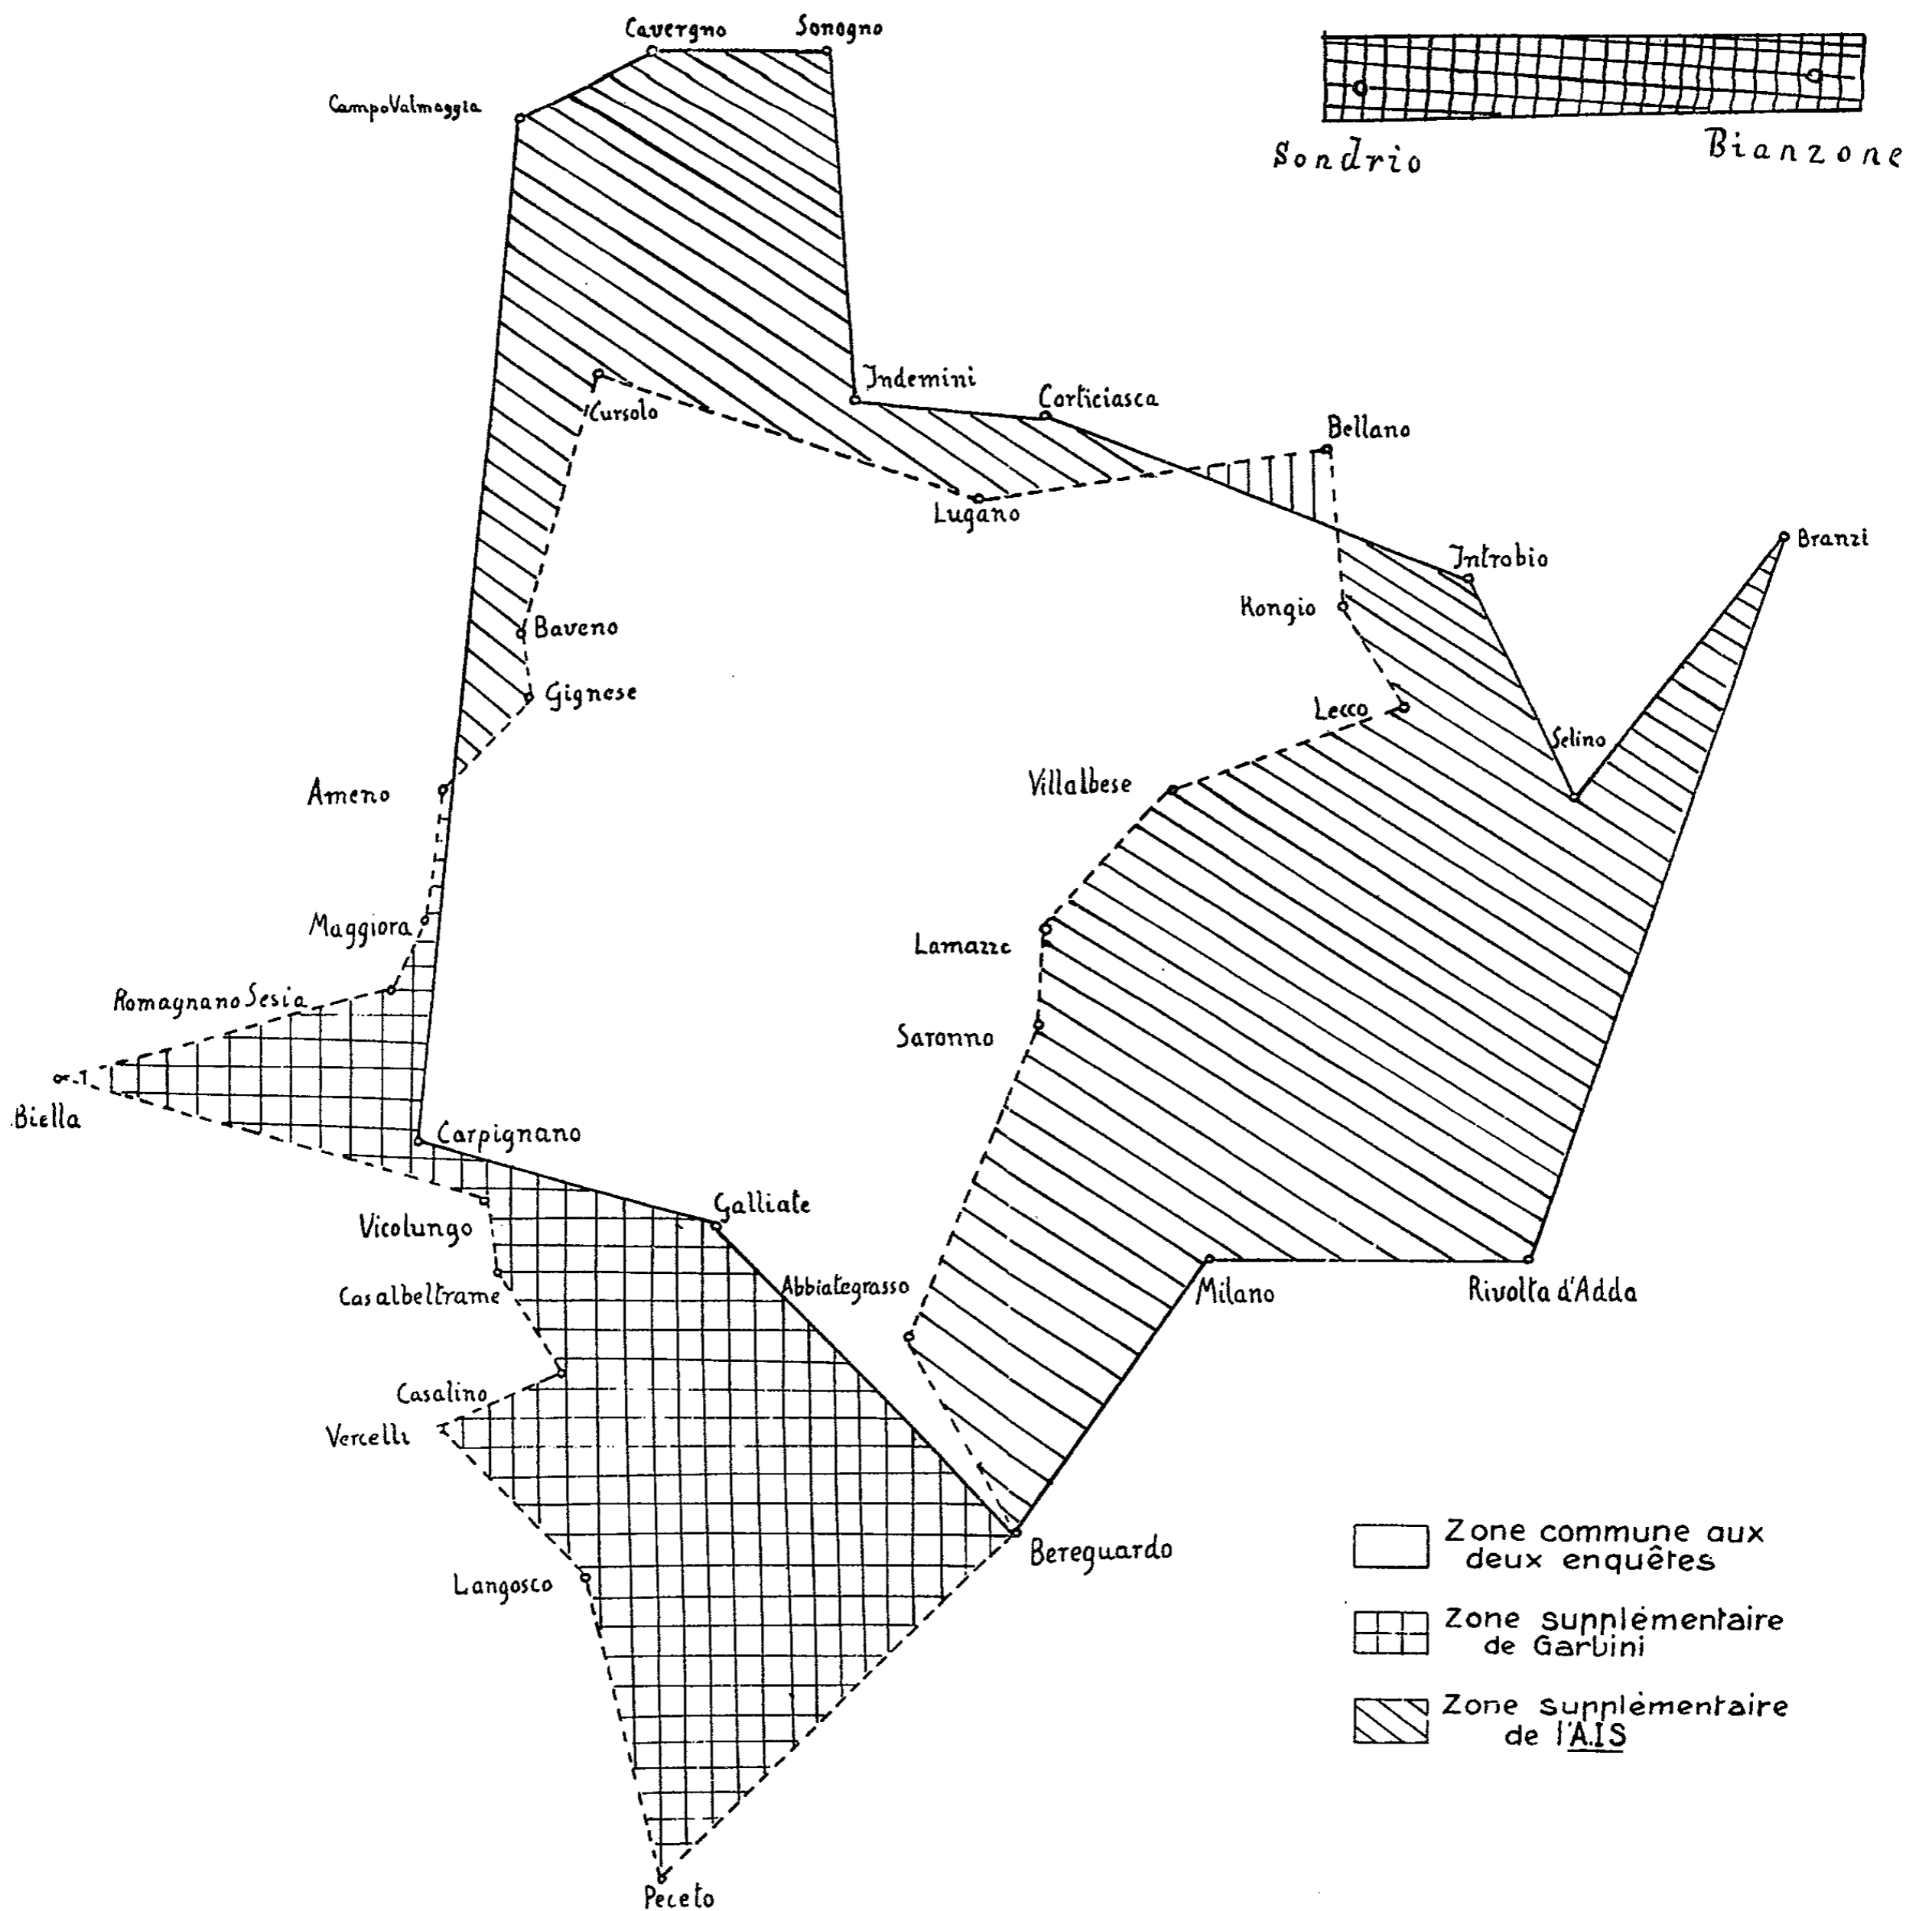 Cavergno
Sonogno
CampoValmaggia
Sondrio
Bianzone
Indemini
Corticiasca
Cursolo
Bellano
Lugano
Branzi
Introbio
Rongio
Baveno
Gignese
Lecco
Selino
Villalbese
Ameno
Maggiora
Lamazze
Romagnano Sesia
Saronno
Biella
Carpignano
Galliate
Vicolungo
Abbiategrasso
Casalbeltrame
Milano
Rivolta d'Adda
Casalino
Vercelli
Bereguardo
Langosco
Peceto
Zone commune aux
deux enquêtes
Zone supplémentaire
de Garbini
Zone supplémentaire
de l'A.I.S